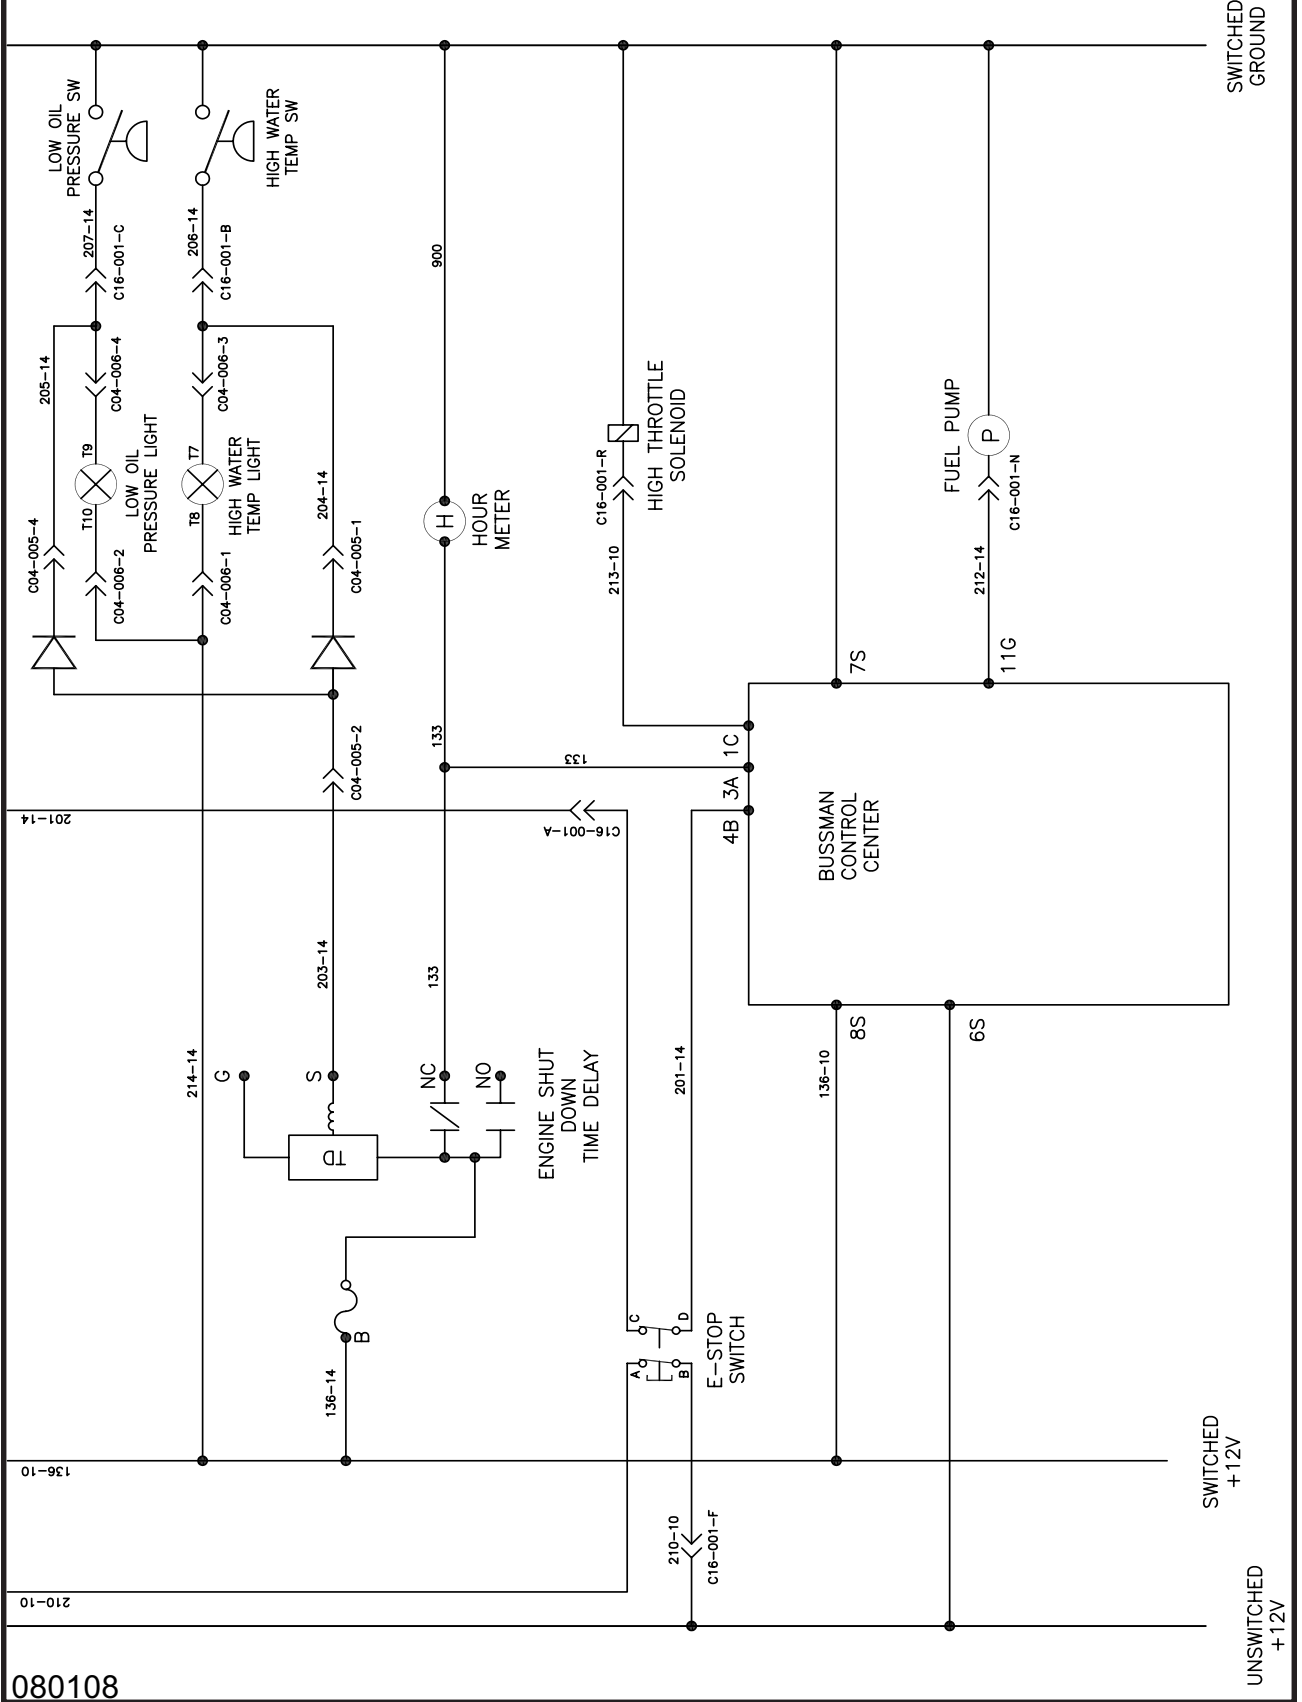 SWITCHED
GROUND
LOW OIL
PRESSURE SW
HIGH WATER
TEMP SW
207-14
C16-001-C
206-14
C16-001-B
900
205-14
C04-006-4
C04-006-3
T9
LOW OIL
PRESSURE LIGHT
T10
T7
HIGH WATER
TEMP LIGHT
T8
204-14
C04-005-4
C04-006-2
C04-006-1
C04-005-1
H
HOUR
METER
C16-001-R
HIGH THROTTLE
SOLENOID
213-10
FUEL PUMP
P
C16-001-N
212-14
7S
11G
C04-005-2
133
133
1C
3A
4B
201-14
C16-001-A
BUSSMAN
CONTROL
CENTER
203-14
133
214-14
G
S
NC
NO
TD
ENGINE SHUT
DOWN
TIME DELAY
201-14
136-10
8S
6S
B
136-14
C
D
A
B
E-STOP
SWITCH
136-10
SWITCHED
+12V
210-10
C16-001-F
210-10
UNSWITCHED
+12V
080108